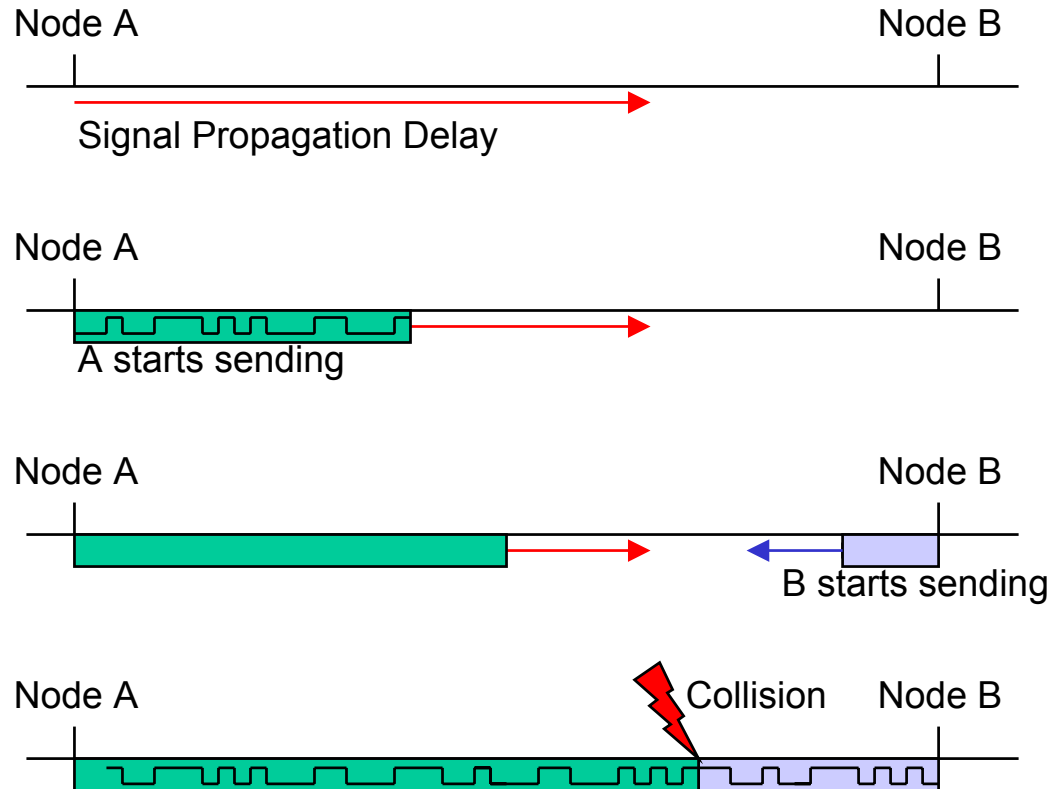 Node A
Node B
Signal Propagation Delay
Node A
Node B
A starts sending
Node A
Node B
B starts sending
Node A
Collision
Node B